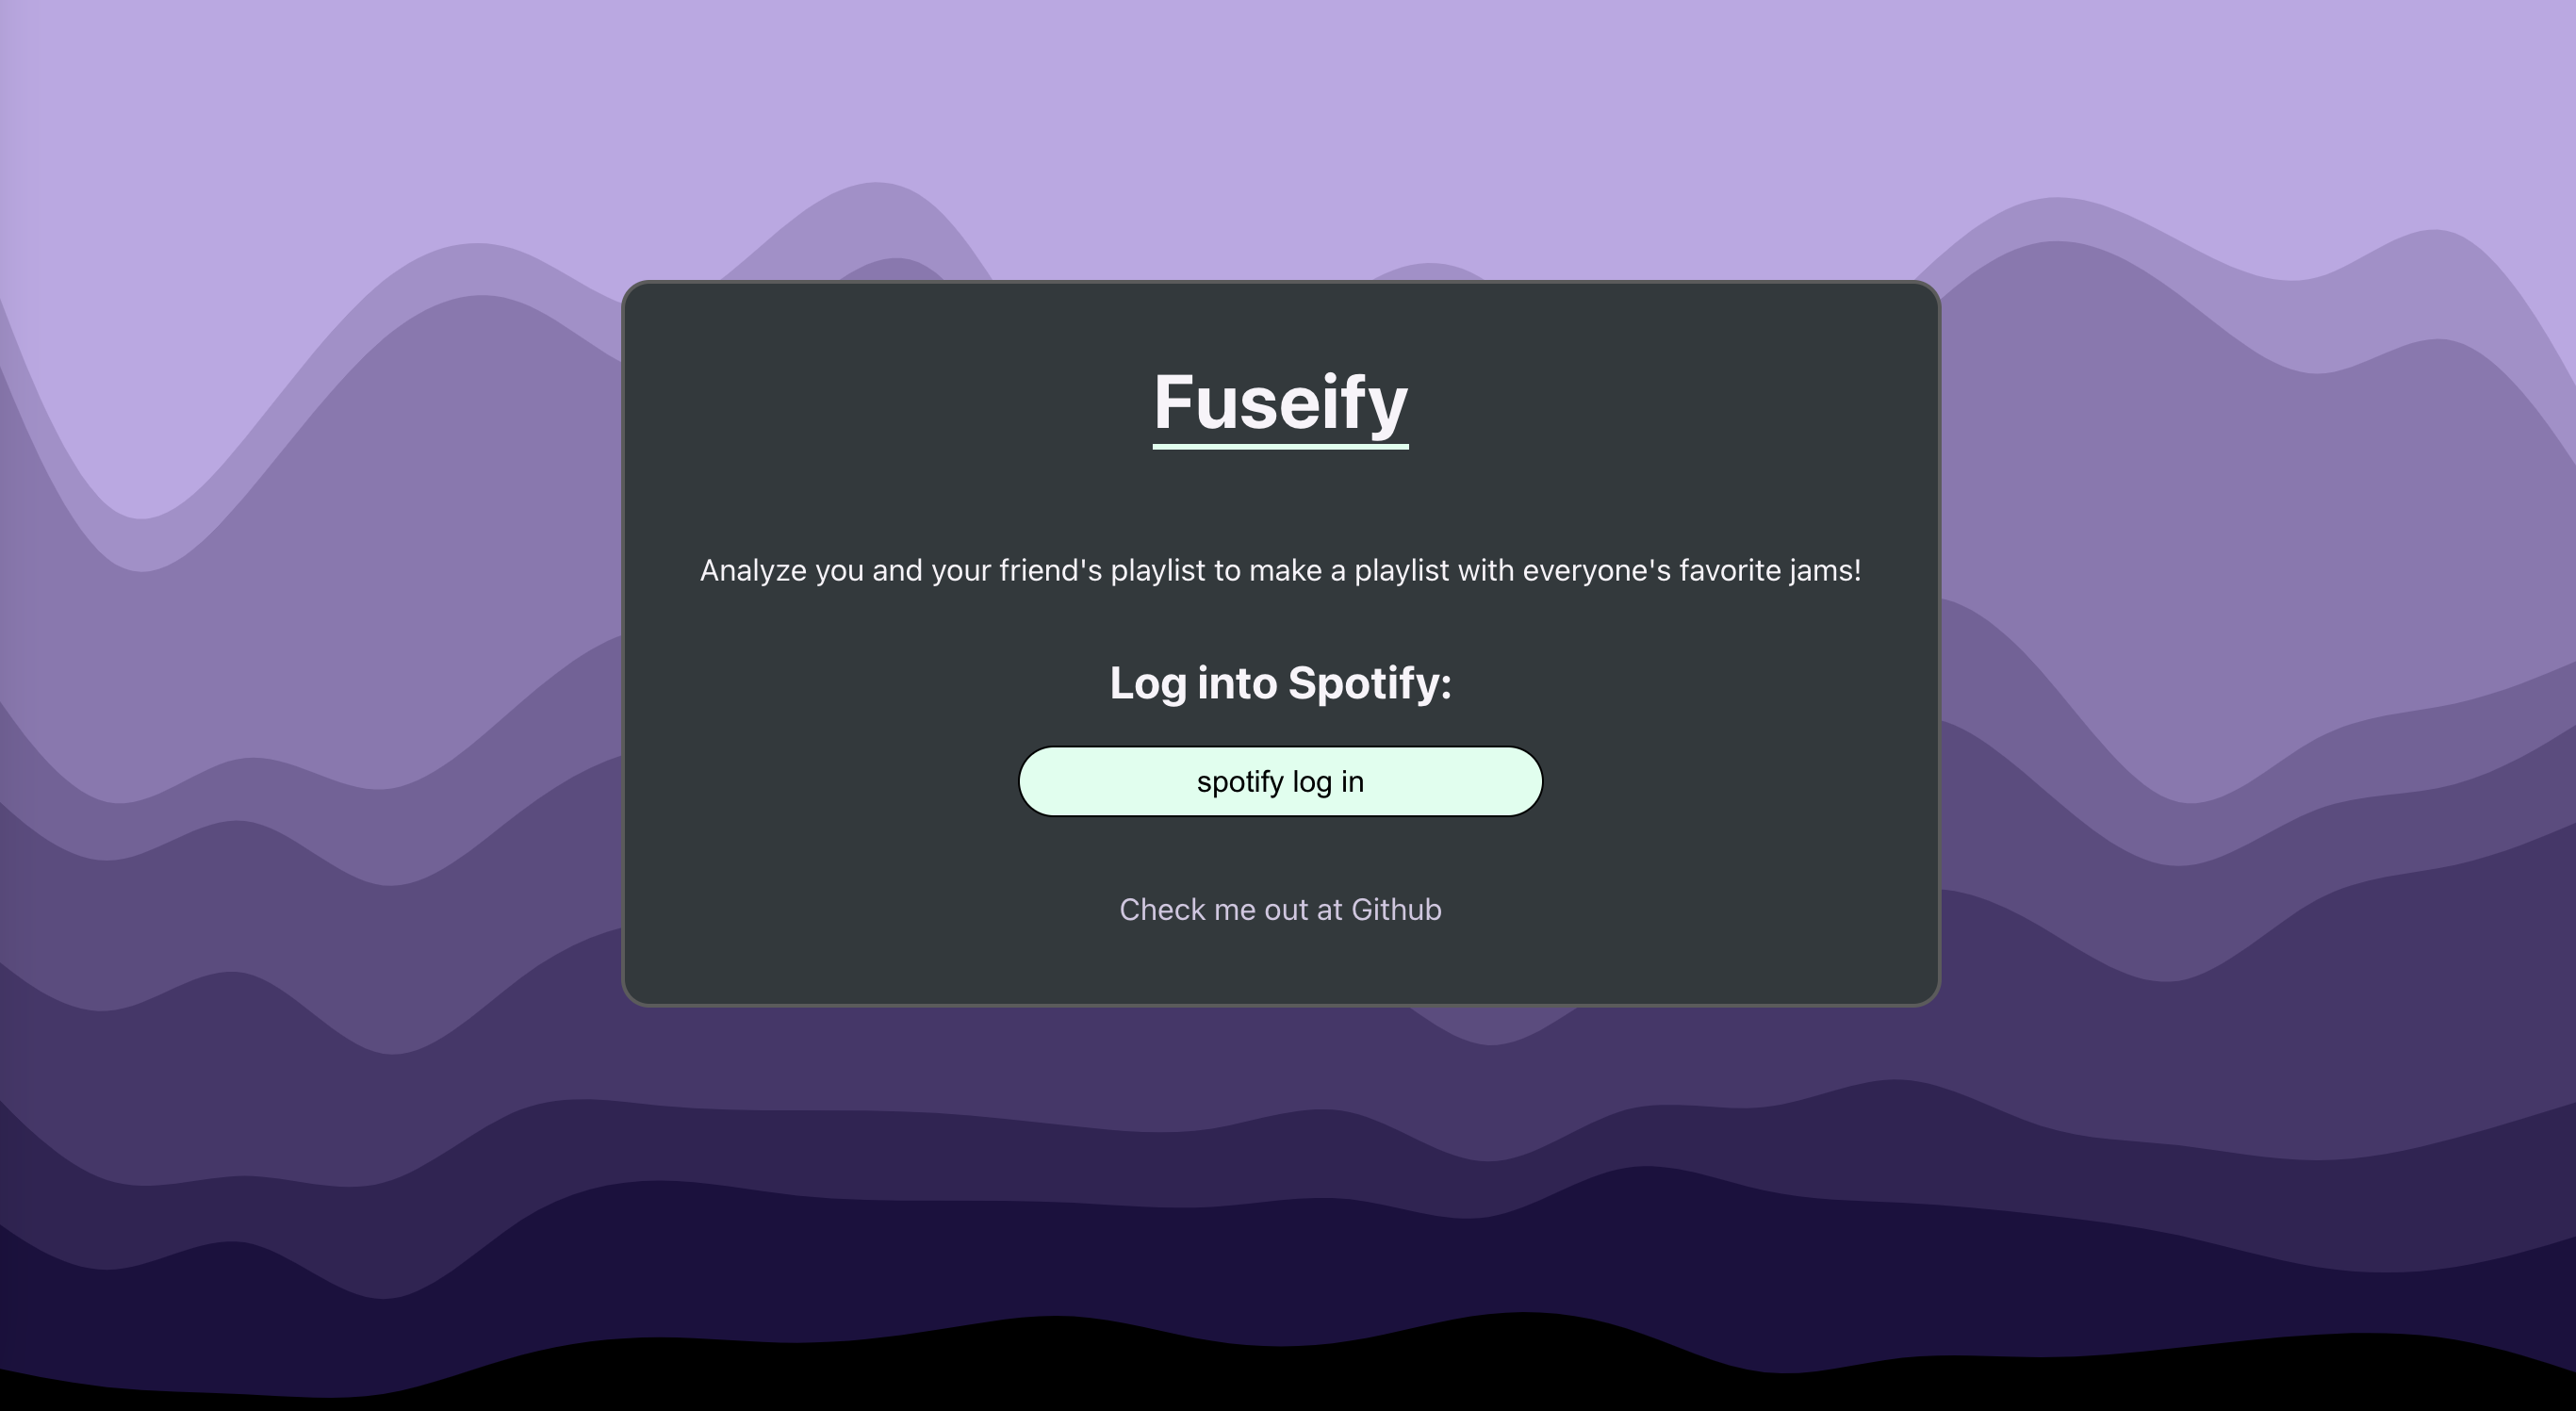 Fuseify
Analyze you and your friend's playlist to make a playlist with everyone's favorite jams!
Log into Spotify:
spotify log in
Check me out at Github